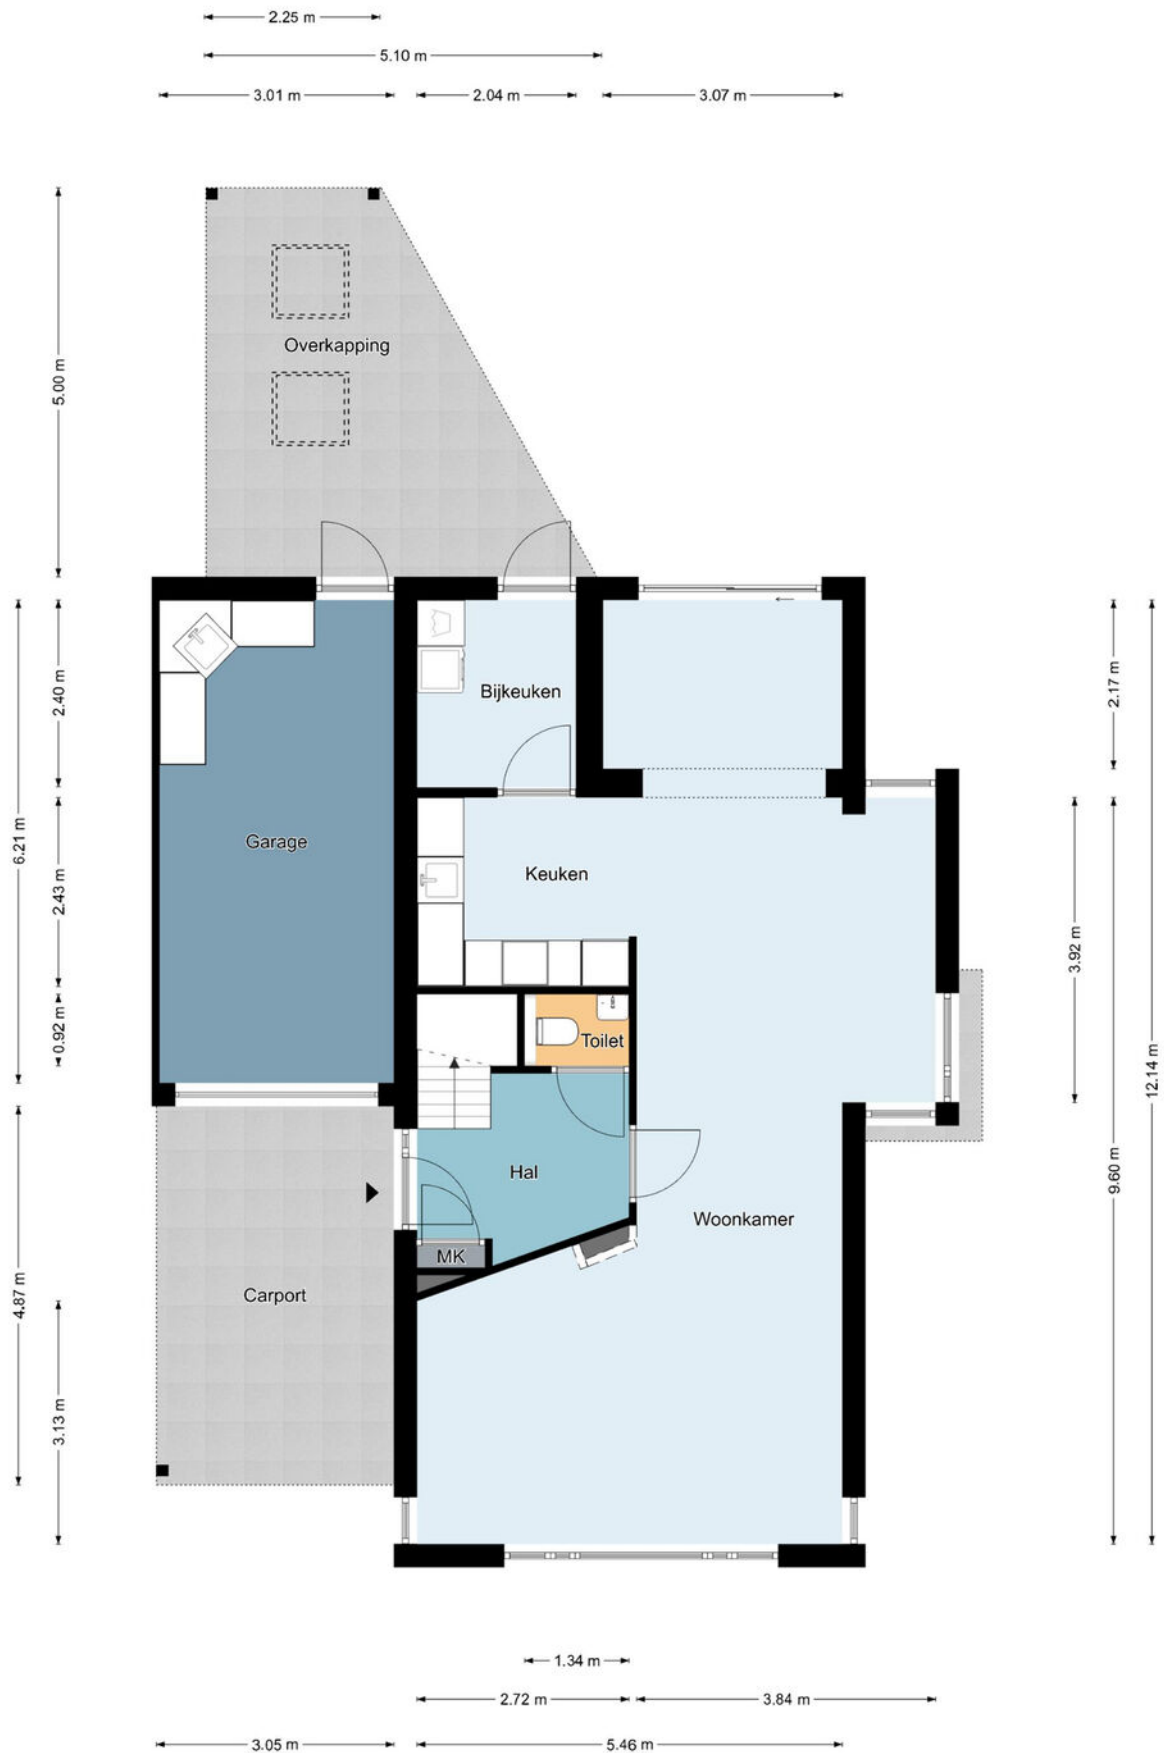 2.25 m
5.10 m
3.01 m
2.04 m
3.07 m
5.00 m
Overkapping
6.21 m
2.40 m
2.43 m
0.92 m
4.87 m
3.13 m
Bijkeuken
Garage
Keuken
Toilet
Hal
Woonkamer
MK
Carport
2.17 m
3.92 m
9.60 m
12.14 m
1.34 m
2.72 m
3.84 m
3.05 m
5.46 m